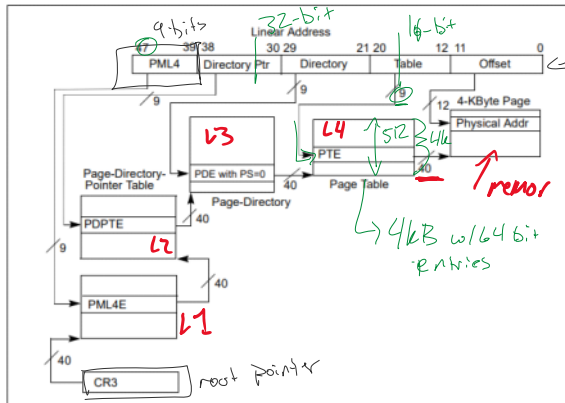 9-bits
32-bit
16-bit
Linear Address
47 39 38 30 29 21 20 12 11 0
PML4 Directory Ptr Directory Table Offset
9 9 9 9 12
4-KByte Page
Physical Addr
L3
L4
512
4k
PTE
PDE with PS=0
40
40
Page Table
memor
Page-Directory-
Pointer Table
Page-Directory
40
4kB w/64 bit
entries
PDPTE
L2
9
40
PML4E
L1
40
CR3
root pointer